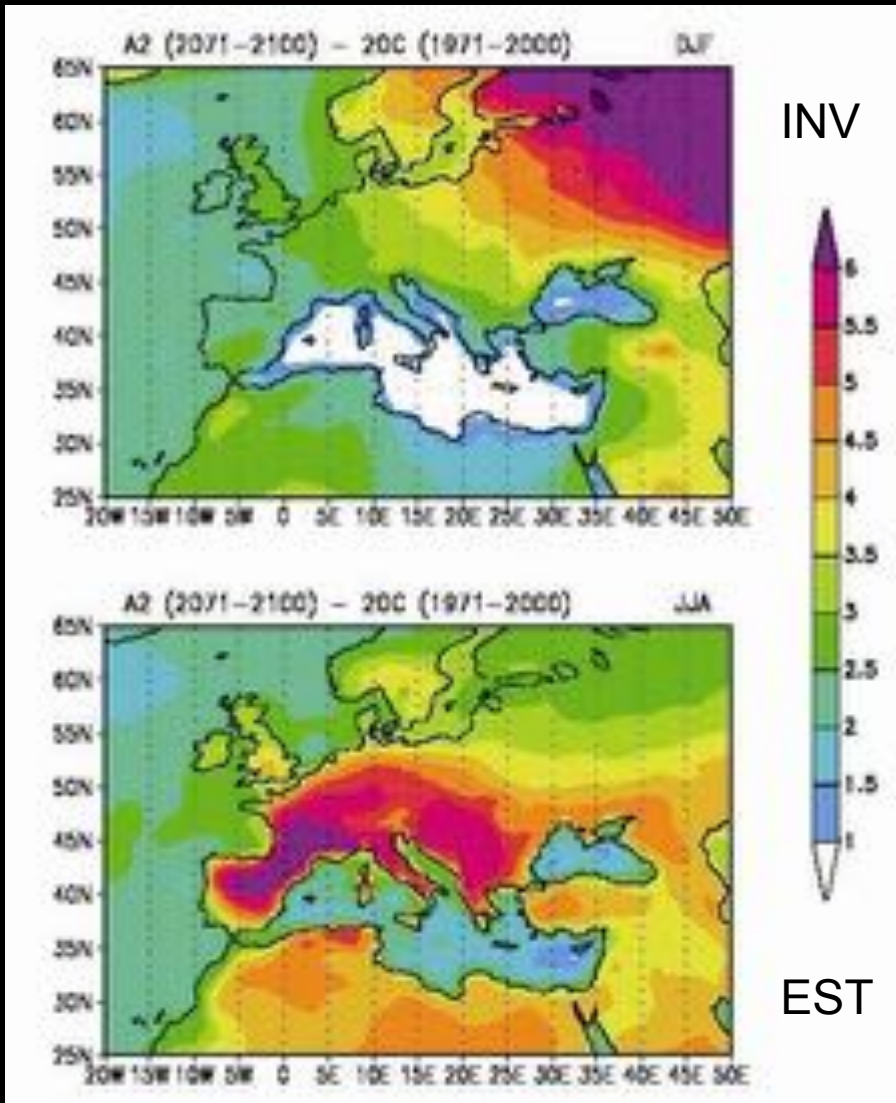 A2 (2071-2100) - 20C (1971-2000) DJF
65N
60N
55N
50N
45N
40N
35N
30N
25N
20W 15W 10W 5W 0 5E 10E 15E 20E 25E 30E 35E 40E 45E 50E
INV
6
5.5
5
4.5
4
3.5
3
2.5
2
1.5
1
A2 (2071-2100) - 20C (1971-2000) JJA
65N
60N
55N
50N
45N
40N
35N
30N
25N
20W 15W 10W 5W 0 5E 10E 15E 20E 25E 30E 35E 40E 45E 50E
EST